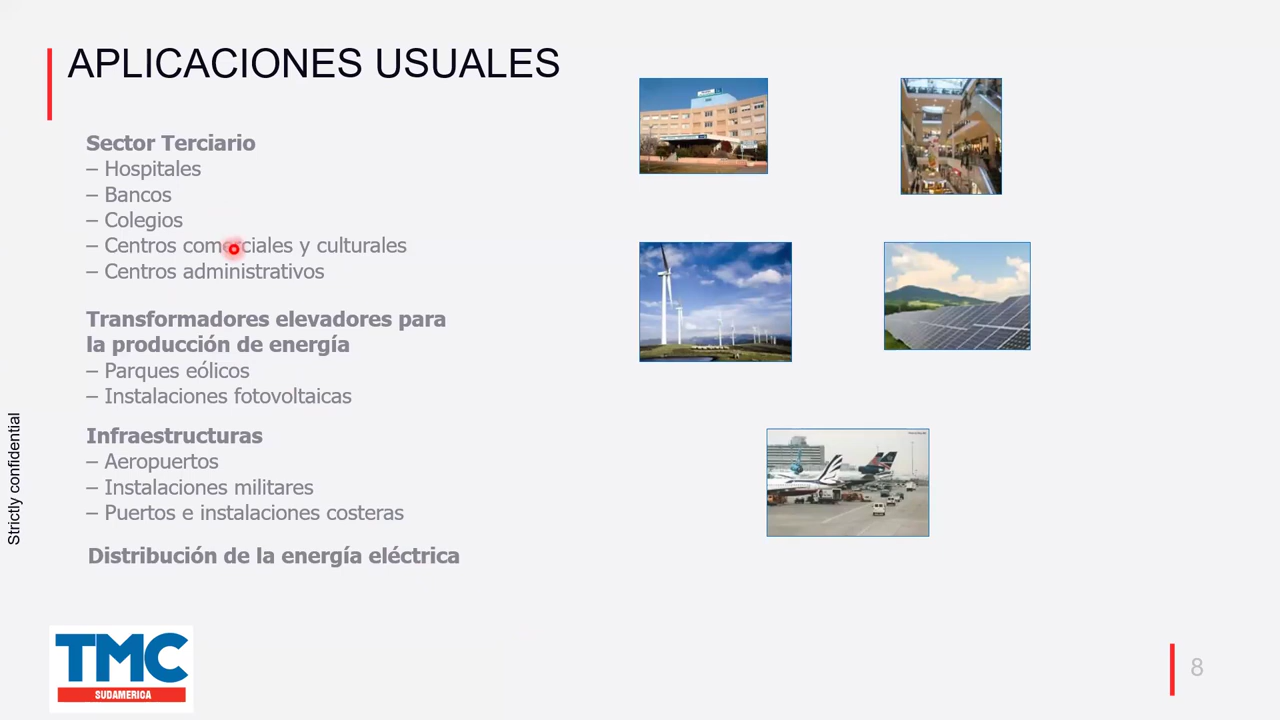 APLICACIONES USUALES
Sector Terciario
– Hospitales
– Bancos
– Colegios
– Centros comerciales y culturales
– Centros administrativos
Transformadores elevadores para
la producción de energía
– Parques eólicos
– Instalaciones fotovoltaicas
Infraestructuras
– Aeropuertos
– Instalaciones militares
– Puertos e instalaciones costeras
Distribución de la energía eléctrica
Strictly confidential
TMC
SUDAMERICA
8